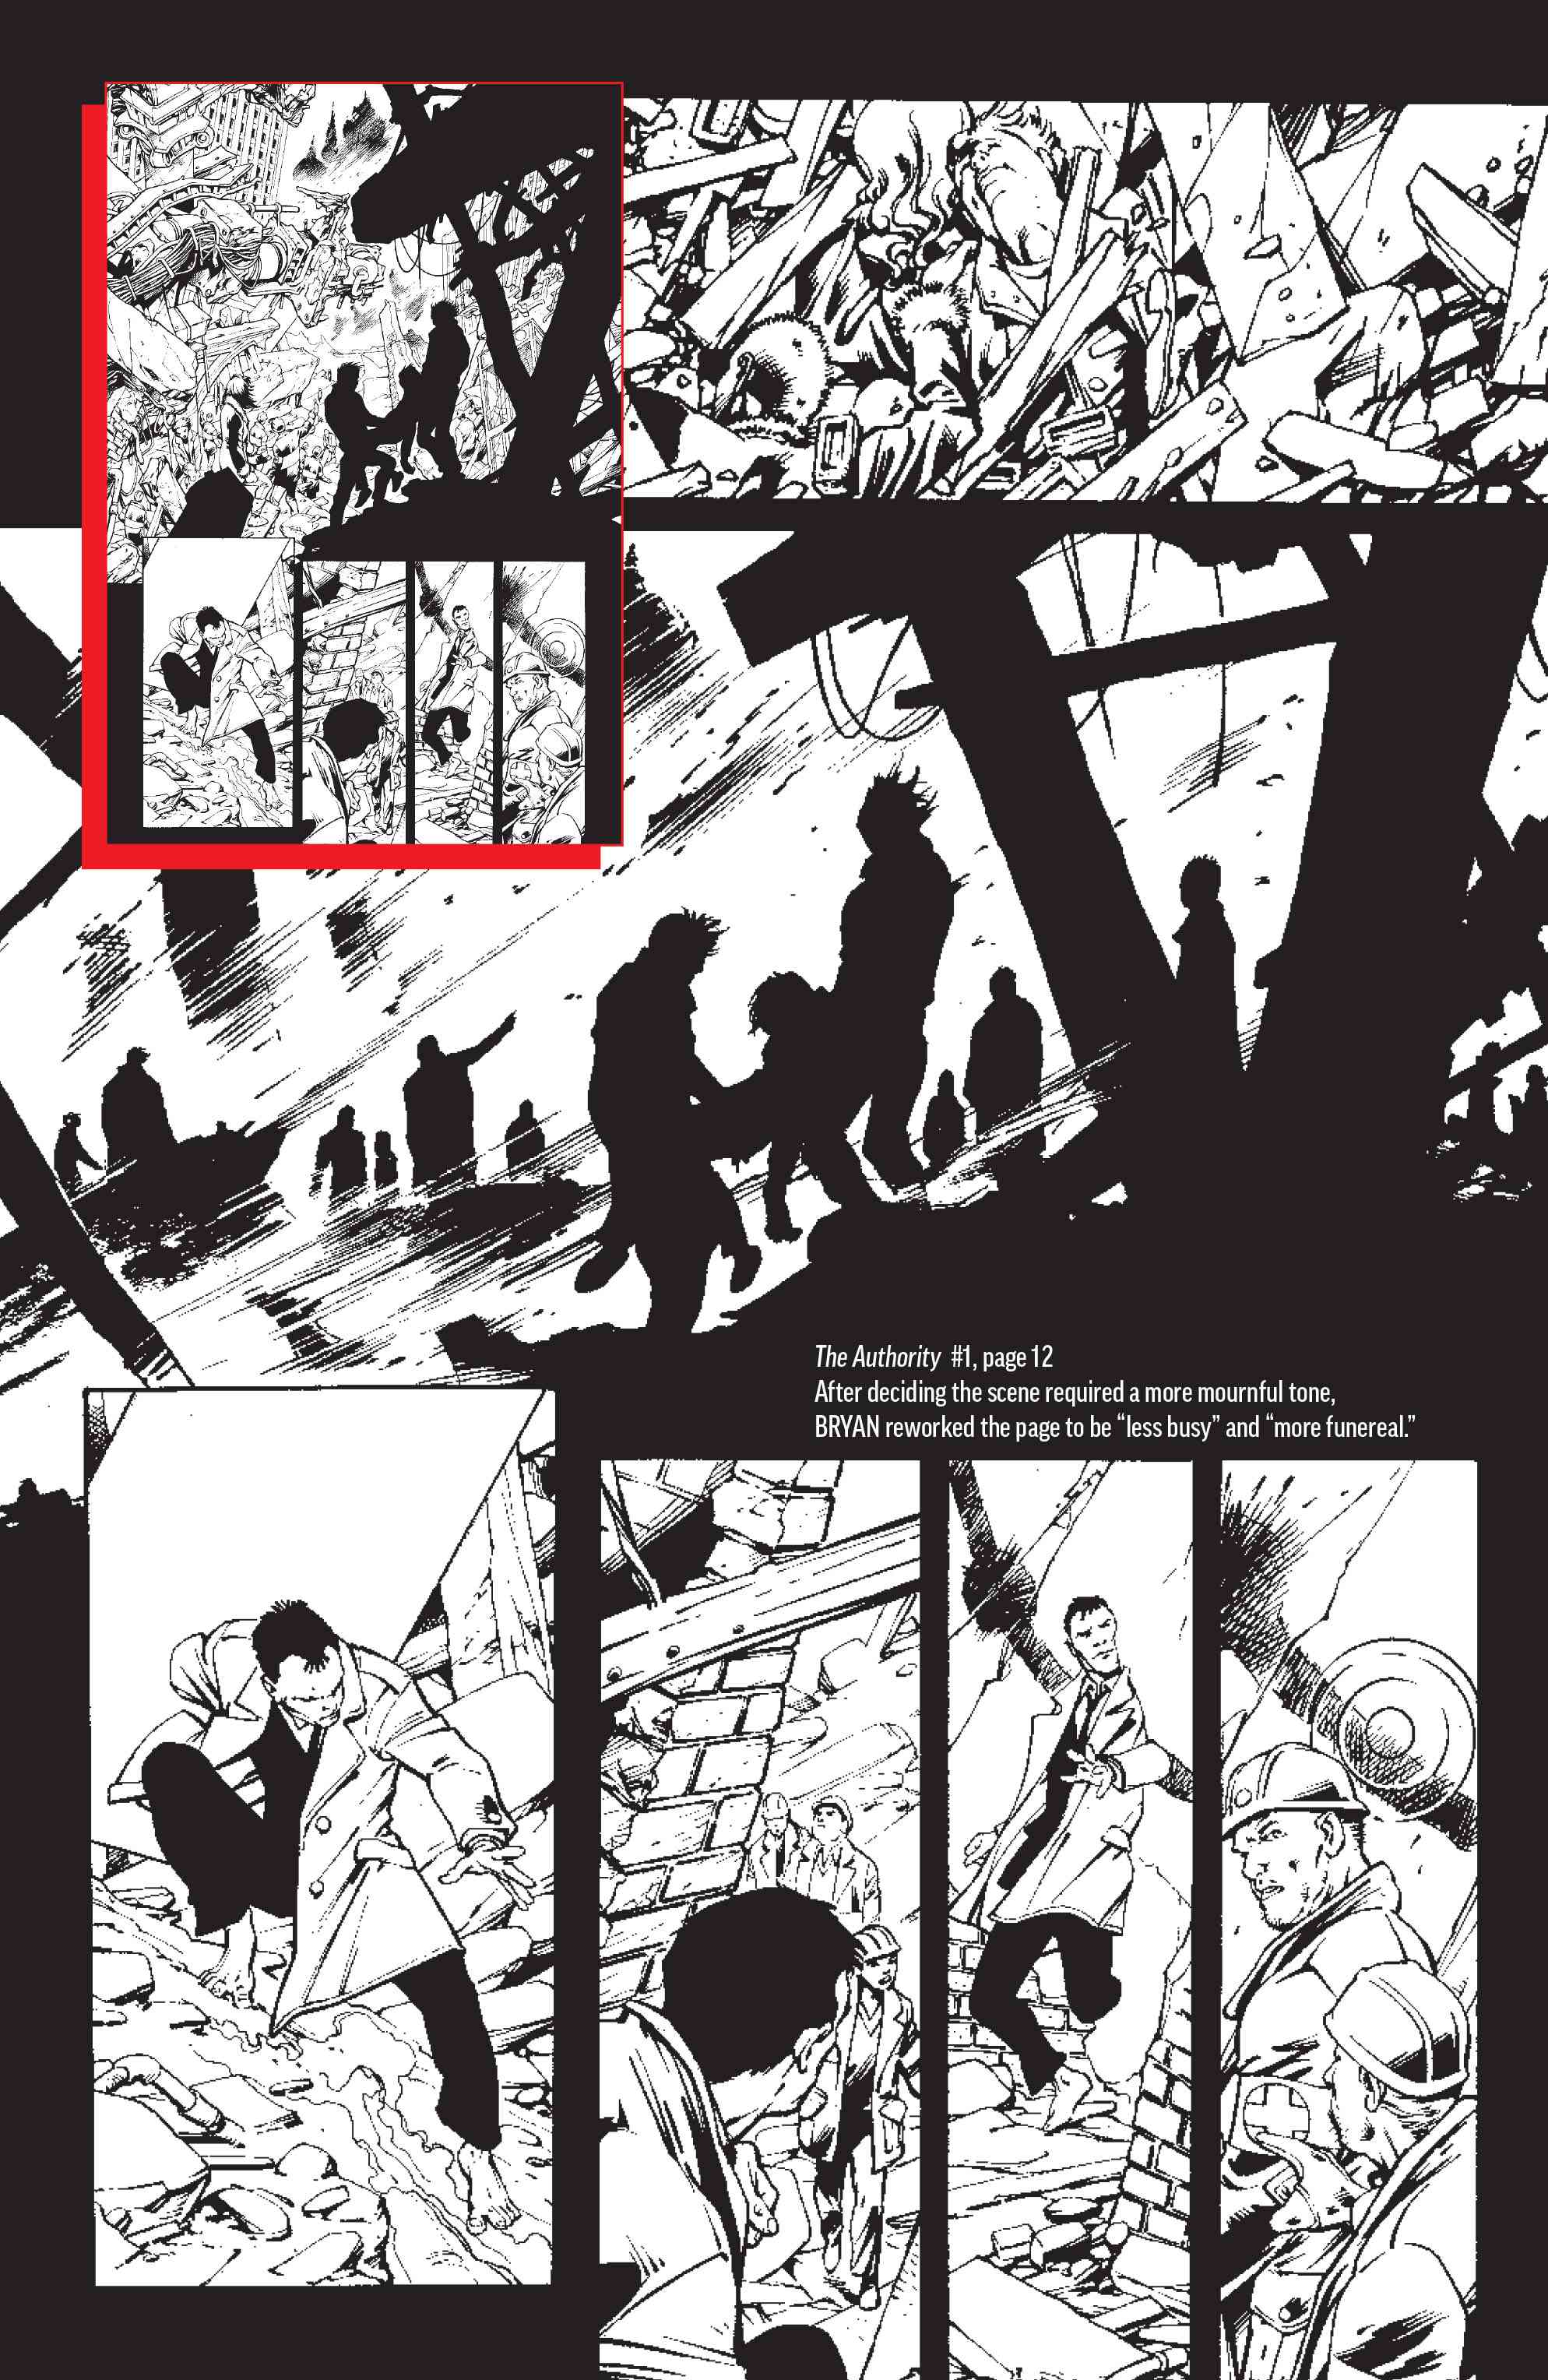 The Authority #1, page 12
After deciding the scene required a more mournful tone,
BRYAN reworked the page to be “less busy” and “more funereal.”